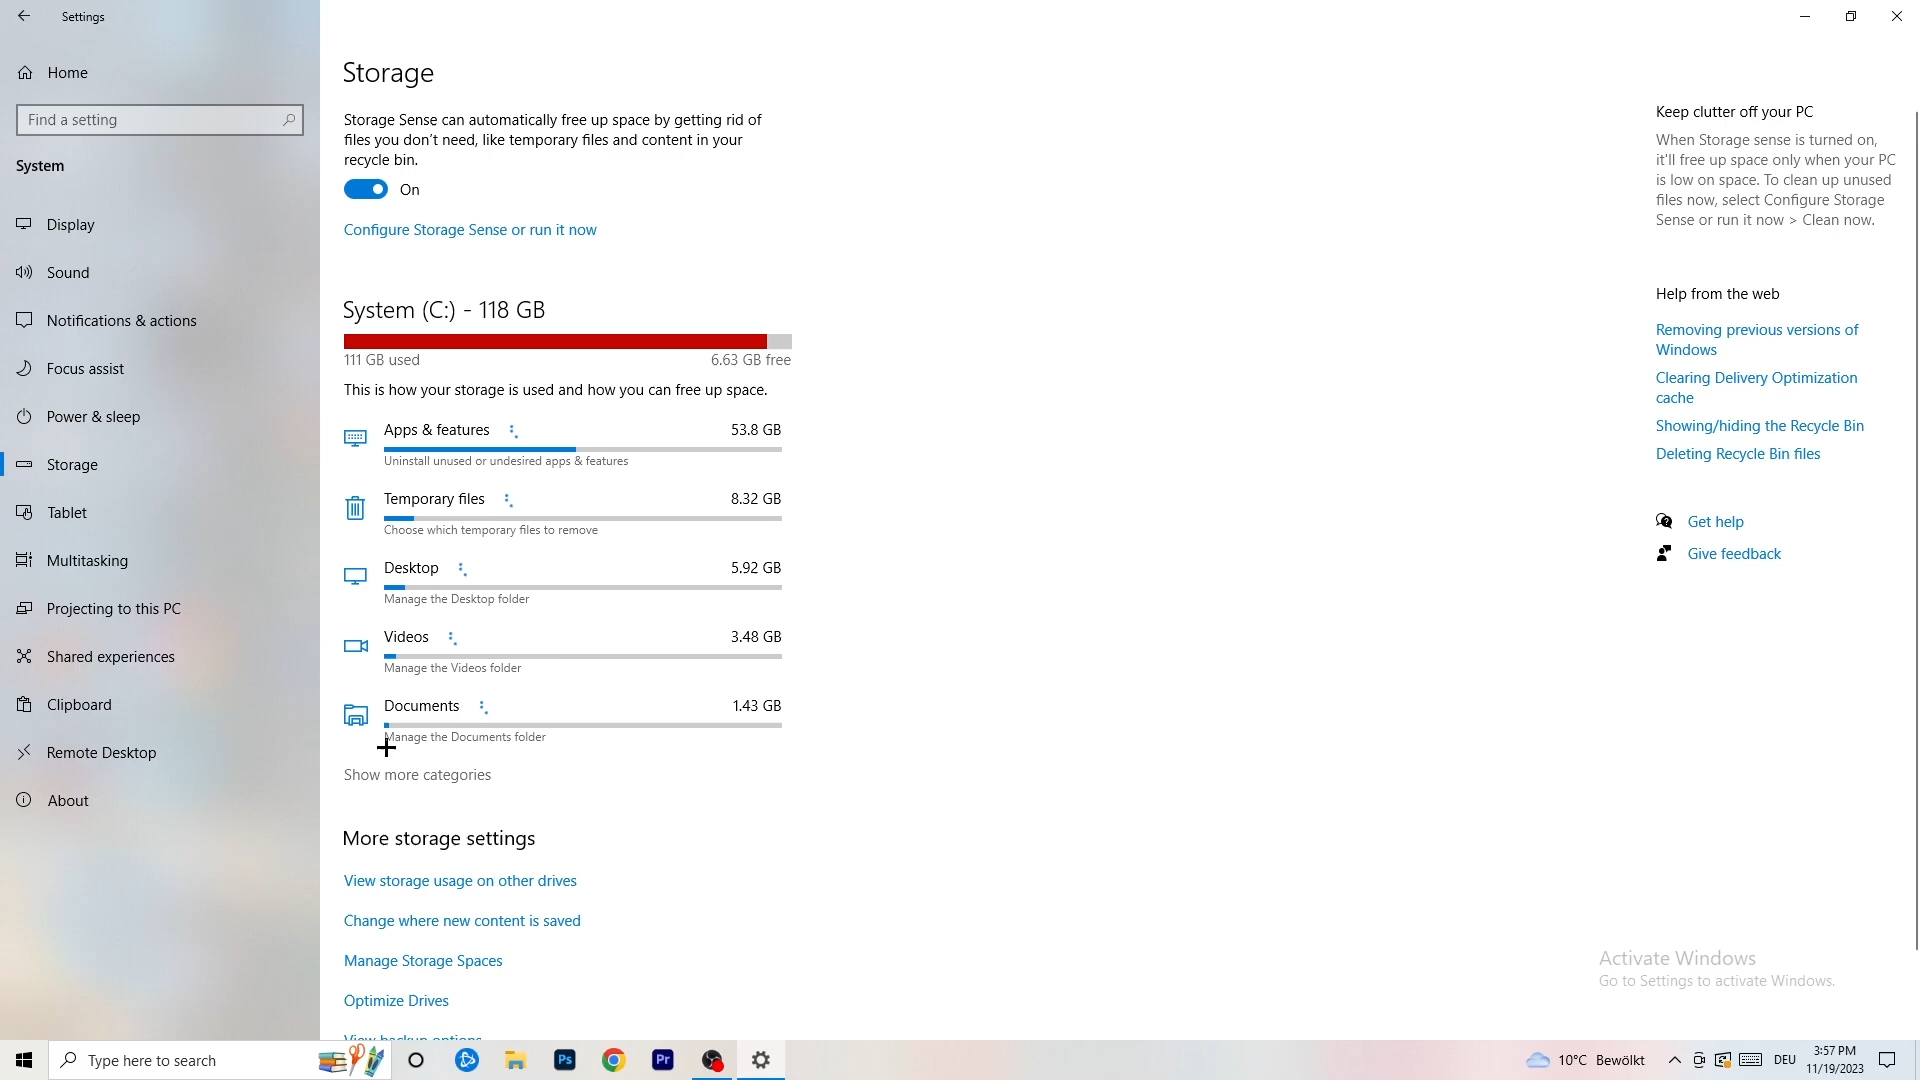 Settings
Home
Find a setting
System
Display
Sound
Notifications & actions
Focus assist
Power & sleep
Storage
Tablet
Multitasking
Projecting to this PC
Shared experiences
Clipboard
Remote Desktop
About
Storage
Storage Sense can automatically free up space by getting rid of
files you don't need, like temporary files and content in your
recycle bin.
On
Configure Storage Sense or run it now
System (C:) - 118 GB
111 GB used 6.63 GB free
This is how your storage is used and how you can free up space.
Apps & features 53.8 GB
Uninstall unused or undesired apps & features
Temporary files 8.32 GB
Choose which temporary files to remove
Desktop 5.92 GB
Manage the Desktop folder
Videos 3.48 GB
Manage the Videos folder
Documents 1.43 GB
Manage the Documents folder
Show more categories
More storage settings
View storage usage on other drives
Change where new content is saved
Manage Storage Spaces
Optimize Drives
View backup options
Keep clutter off your PC
When Storage sense is turned on,
it'll free up space only when your PC
is low on space. To clean up unused
files now, select Configure Storage
Sense or run it now > Clean now.
Help from the web
Removing previous versions of
Windows
Clearing Delivery Optimization
cache
Showing/hiding the Recycle Bin
Deleting Recycle Bin files
Get help
Give feedback
Activate Windows
Go to Settings to activate Windows.
Type here to search
Ps
Pr
10°C Bewölkt
DEU
3:57 PM
11/19/2023